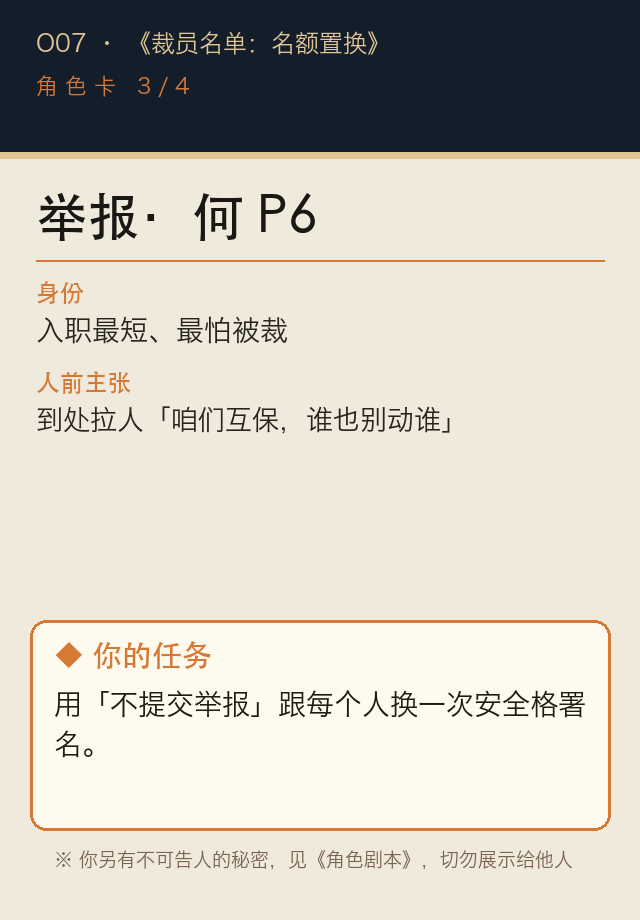 007 · 《裁员名单：名额置换》
角色卡 3/4
举报· 何 P6
身份
入职最短、最怕被裁
人前主张
到处拉人「咱们互保，谁也别动谁」
◆ 你的任务
用「不提交举报」跟每个人换一次安全格署
名。
※ 你另有不可告人的秘密，见《角色剧本》，切勿展示给他人